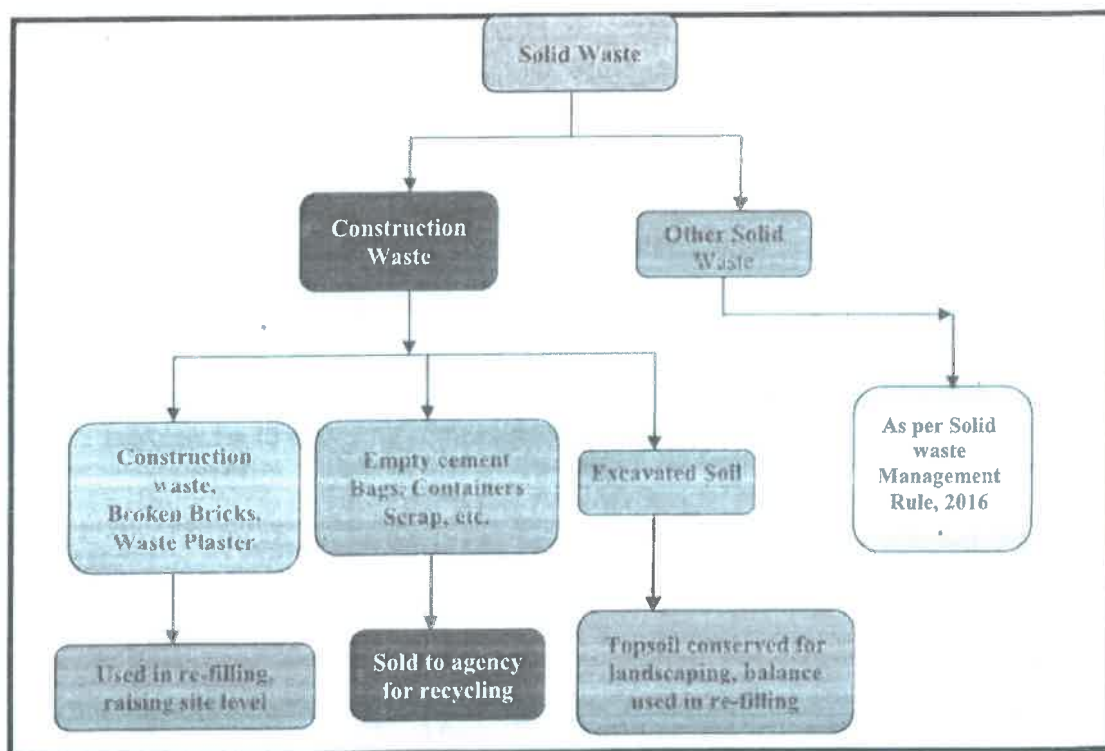 Solid Waste
Construction
Waste
Other Solid
Waste
Construction
waste,
Broken Bricks,
Waste Plaster
Empty cement
Bags, Containers
Scrap, etc.
Excavated Soil
As per Solid
waste
Management
Rule, 2016
.
Used in re-filling,
raising site level
Sold to agency
for recycling
Topsoil conserved for
landscaping, balance
used in re-filling